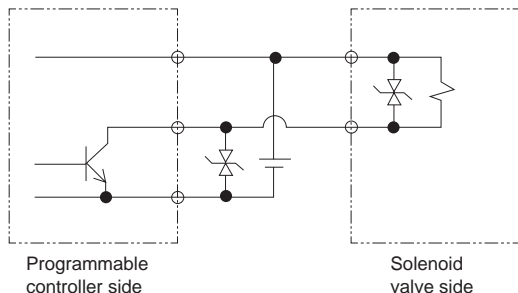 Programmable
controller side
Solenoid
valve side